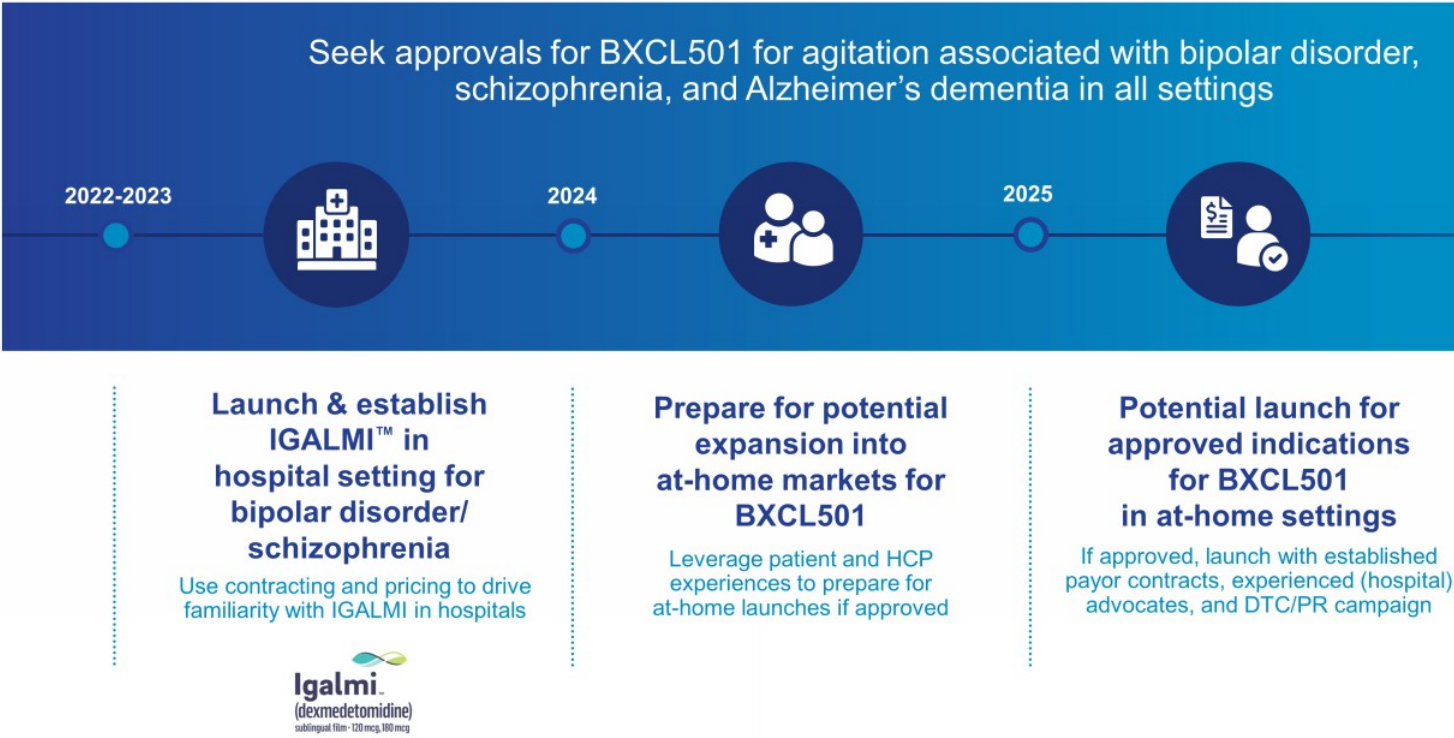 Seek approvals for BXCL501 for agitation associated with bipolar disorder,
schizophrenia, and Alzheimer’s dementia in all settings
2022-2023
2024
2025
Launch & establish
IGALMI™ in
hospital setting for
bipolar disorder/
schizophrenia
Use contracting and pricing to drive
familiarity with IGALMI in hospitals
Igalmi™
(dexmedetomidine)
sublingual film - 120 mcg, 180 mcg
Prepare for potential
expansion into
at-home markets for
BXCL501
Leverage patient and HCP
experiences to prepare for
at-home launches if approved
Potential launch for
approved indications
for BXCL501
in at-home settings
If approved, launch with established
payor contracts, experienced (hospital)
advocates, and DTC/PR campaign